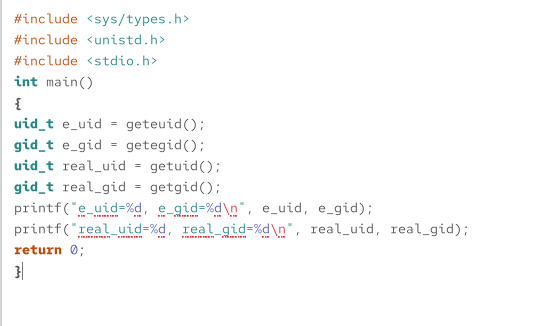 #include <sys/types.h>
#include <unistd.h>
#include <stdio.h>
int main()
{
uid_t e_uid = geteuid();
gid_t e_gid = getegid();
uid_t real_uid = getuid();
gid_t real_gid = getgid();
printf("e_uid=%d, e_gid=%d\n", e_uid, e_gid);
printf("real_uid=%d, real_gid=%d\n", real_uid, real_gid);
return 0;
}